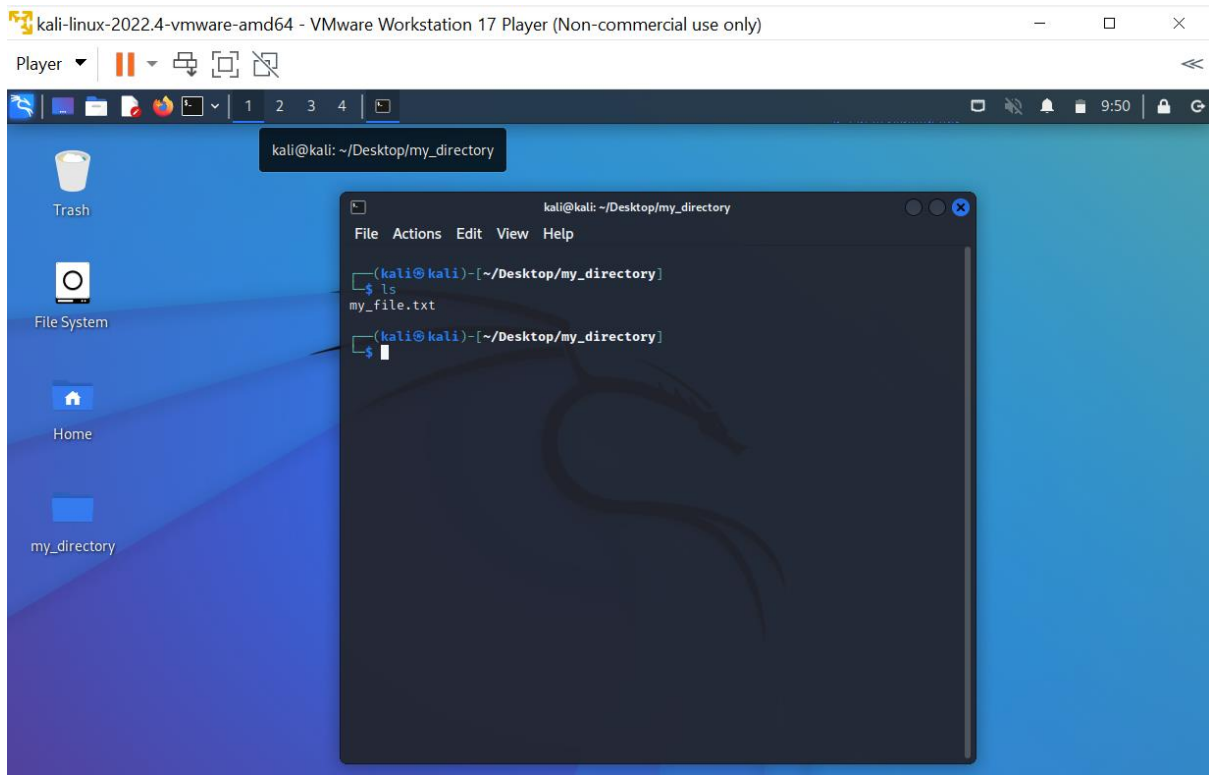 kali-linux-2022.4-vmware-amd64 - VMware Workstation 17 Player (Non-commercial use only)
Player
1 2 3 4
9:50
kali@kali: ~/Desktop/my_directory
Trash
File System
Home
my_directory
kali@kali: ~/Desktop/my_directory
File Actions Edit View Help
┌──(kali㉿kali)-[~/Desktop/my_directory]
└─$ ls
my_file.txt
┌──(kali㉿kali)-[~/Desktop/my_directory]
└─$